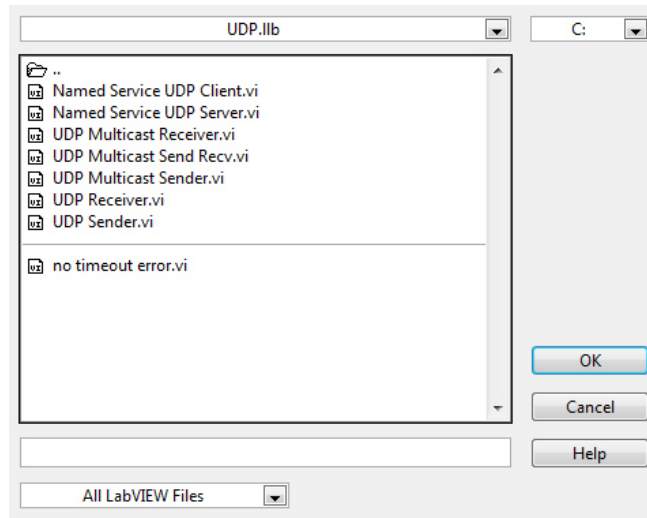 UDP.llb
C:
..
Named Service UDP Client.vi
Named Service UDP Server.vi
UDP Multicast Receiver.vi
UDP Multicast Send Recv.vi
UDP Multicast Sender.vi
UDP Receiver.vi
UDP Sender.vi
no timeout error.vi
OK
Cancel
Help
All LabVIEW Files